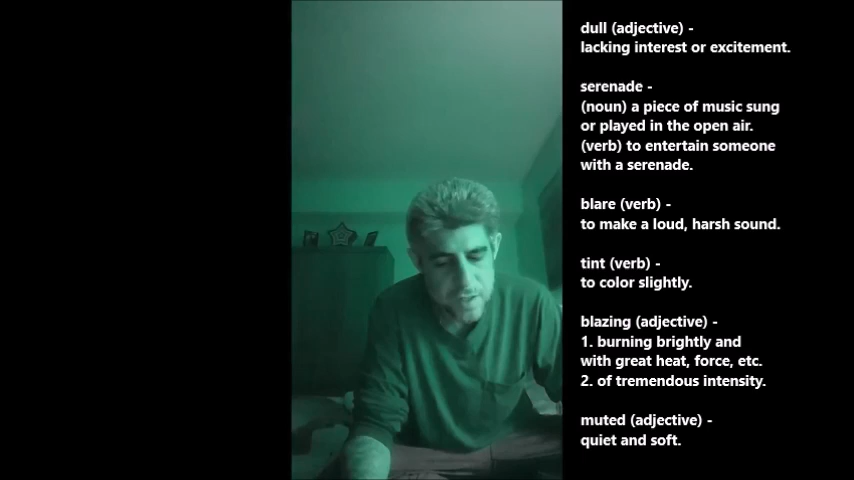 dull (adjective) -
lacking interest or excitement.
serenade -
(noun) a piece of music sung
or played in the open air.
(verb) to entertain someone
with a serenade.
blare (verb) -
to make a loud, harsh sound.
tint (verb) -
to color slightly.
blazing (adjective) -
1. burning brightly and
with great heat, force, etc.
2. of tremendous intensity.
muted (adjective) -
quiet and soft.